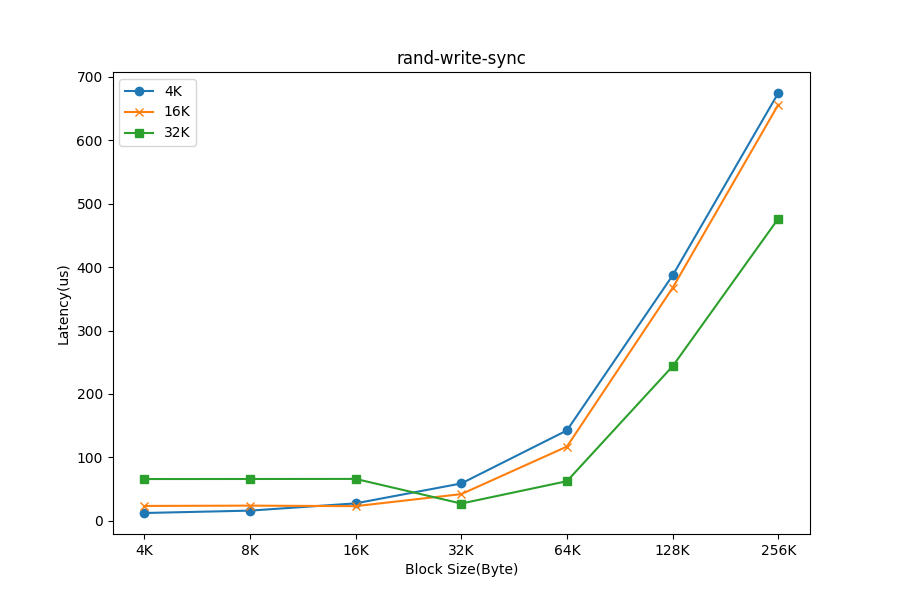 rand-write-sync
4K
16K
32K
700
600
500
400
300
200
100
0
Latency(us)
4K 8K 16K 32K 64K 128K 256K
Block Size(Byte)